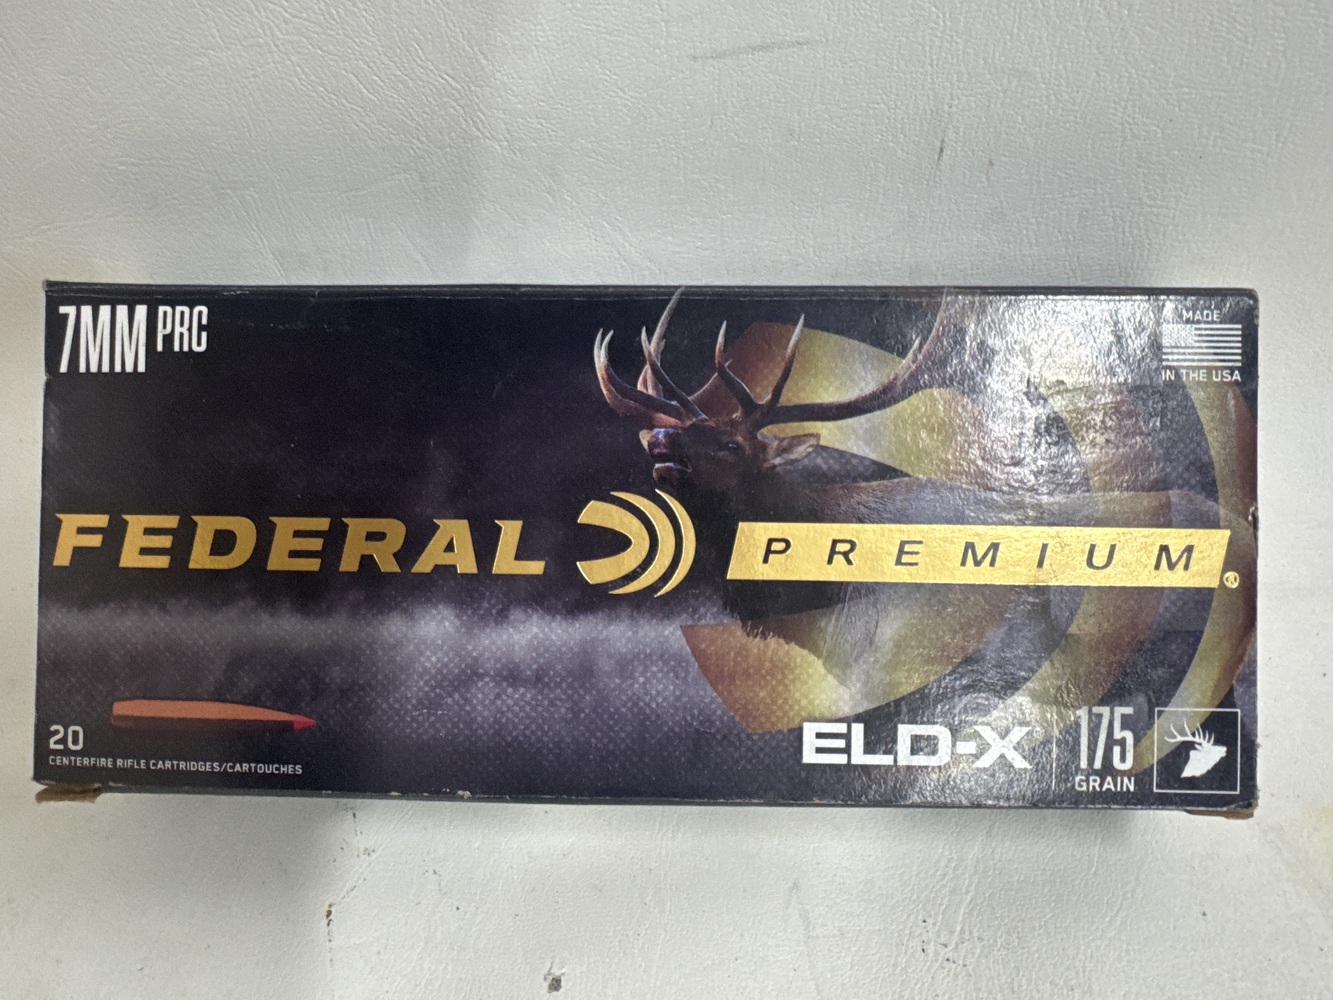 7MM PRC
MADE
IN THE USA
FEDERAL PREMIUM®
20
CENTERFIRE RIFLE CARTRIDGES/CARTOUCHES
ELD-X
175
GRAIN